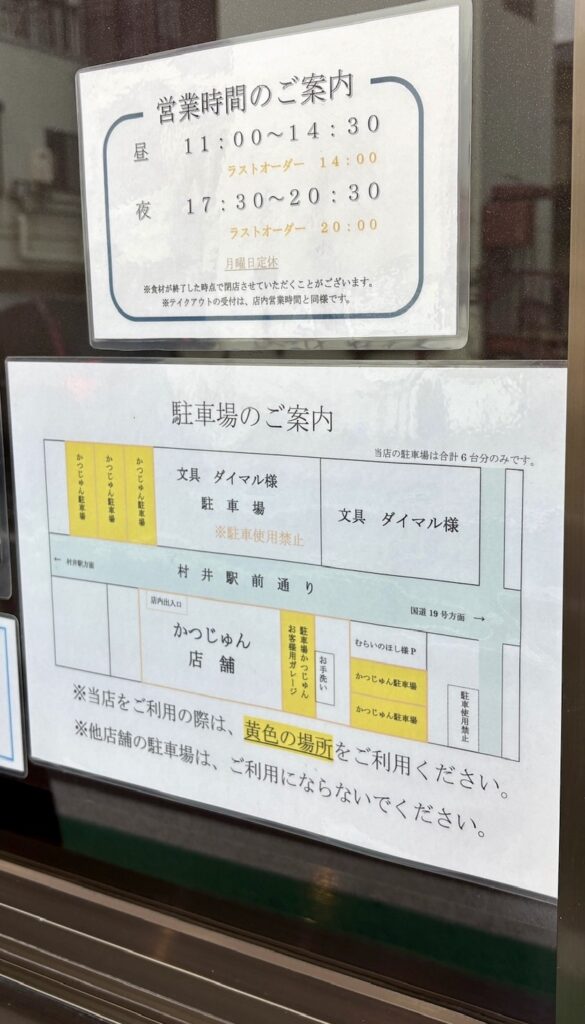 営業時間のご案内
昼 11:00～14:30
ラストオーダー 14:00
夜 17:30～20:30
ラストオーダー 20:00
月曜日定休
※食材が終了した時点で閉店させていただくことがございます。
※テイクアウトの受付は、店内営業時間と同様です。
駐車場のご案内
当店の駐車場は合計6台分のみです。
かつじゅん駐車場
かつじゅん駐車場
かつじゅん駐車場
文具 ダイマル様
駐車場
※駐車使用禁止
文具 ダイマル様
← 村井駅方面
村井駅前通り
国道19号方面 →
店内出入口
かつじゅん
店舗
駐車場かつじゅん
お客様用ガレージ
お手洗い
むらいのほし様P
かつじゅん駐車場
かつじゅん駐車場
駐車使用禁止
※当店をご利用の際は、黄色の場所をご利用ください。
※他店舗の駐車場は、ご利用にならないでください。